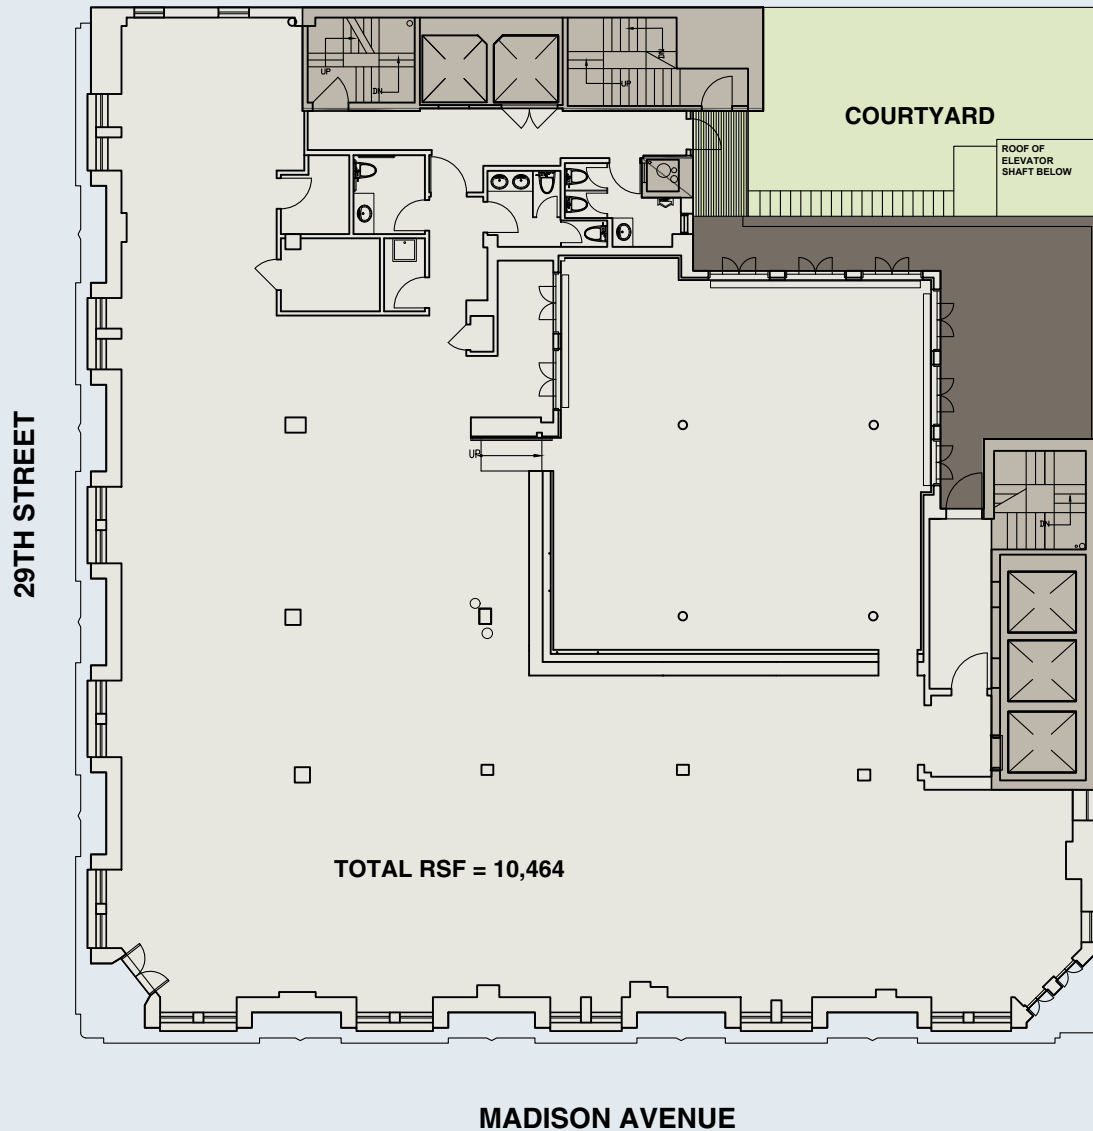 UP
DN
DN
UP
COURTYARD
ROOF OF
ELEVATOR
SHAFT BELOW
29TH STREET
UP
DN
TOTAL RSF = 10,464
MADISON AVENUE